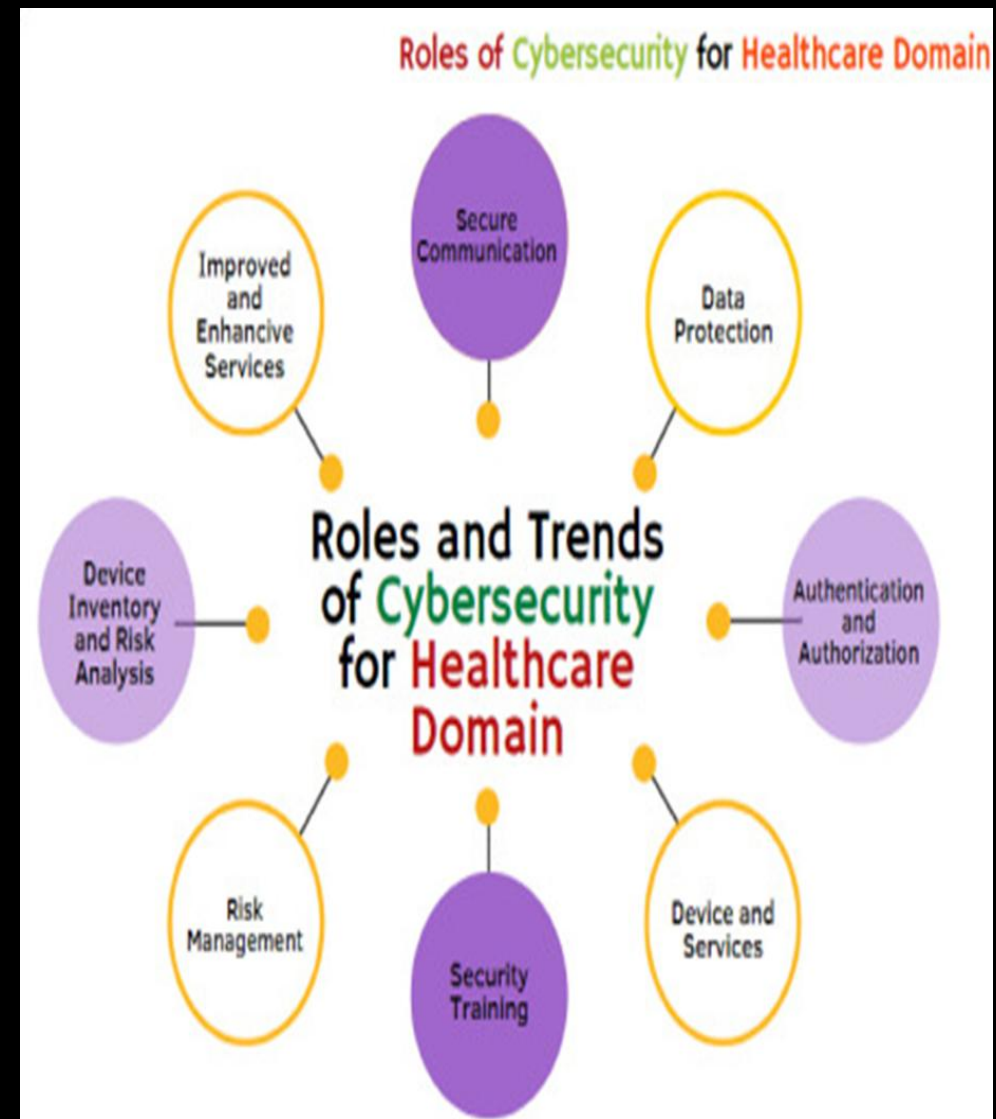 Roles of Cybersecurity for Healthcare Domain
Secure
Communication
Improved
and
Enhancive
Services
Data
Protection
Device
Inventory
and Risk
Analysis
Roles and Trends
of Cybersecurity
for Healthcare
Domain
Authentication
and
Authorization
Risk
Management
Security
Training
Device and
Services